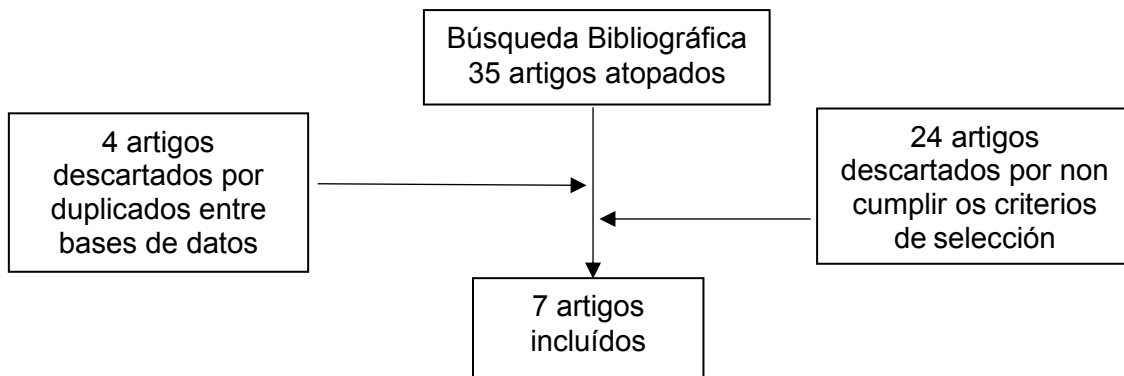 Búsqueda Bibliográfica
35 artigos atopados
4 artigos
descartados por
duplicados entre
bases de datos
24 artigos
descartados por non
cumplir os criterios
de selección
7 artigos
incluídos